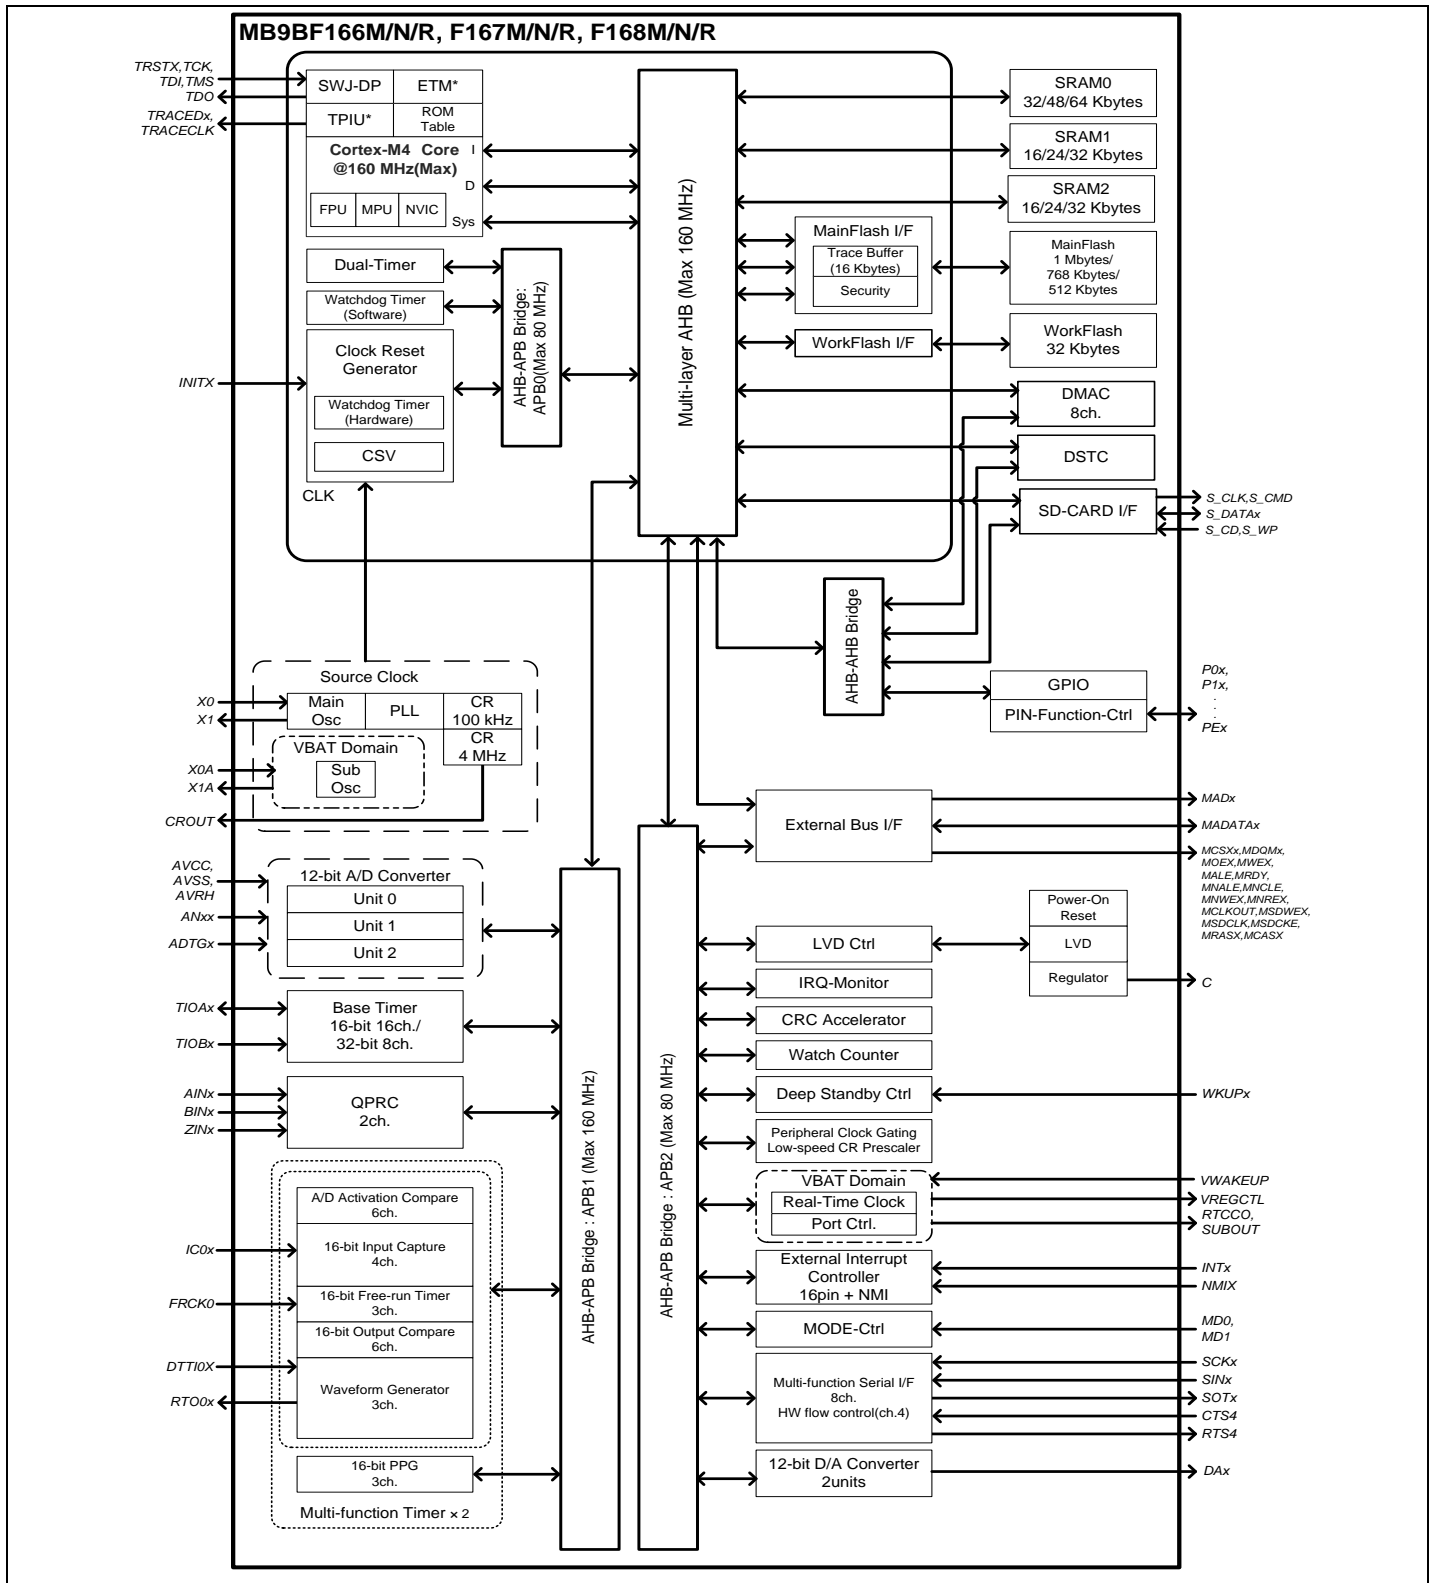 MB9BF166M/N/R, F167M/N/R, F168M/N/R
TRSTX,TCK,
TDI,TMS
TDO
TRACEDx,
TRACECLK
SWJ-DP
ETM*
TPIU*
ROM
Table
Cortex-M4 Core
@160 MHz(Max)
I
D
Sys
FPU
MPU
NVIC
Dual-Timer
Watchdog Timer
(Software)
Clock Reset
Generator
Watchdog Timer
(Hardware)
CSV
CLK
INITX
AHB-APB Bridge:
APB0(Max 80 MHz)
Multi-layer AHB (Max 160 MHz)
SRAM0
32/48/64 Kbytes
SRAM1
16/24/32 Kbytes
SRAM2
16/24/32 Kbytes
MainFlash I/F
Trace Buffer
(16 Kbytes)
Security
MainFlash
1 Mbytes/
768 Kbytes/
512 Kbytes
WorkFlash I/F
WorkFlash
32 Kbytes
DMAC
8ch.
DSTC
SD-CARD I/F
S_CLK,S_CMD
S_DATAx
S_CD,S_WP
AHB-AHB Bridge
GPIO
PIN-Function-Ctrl
P0x,
P1x,
.
.
.
PEx
Source Clock
X0
X1
Main
Osc
PLL
CR
100 kHz
CR
4 MHz
VBAT Domain
Sub
Osc
X0A
X1A
CROUT
AVCC,
AVSS,
AVRH
ANxx
ADTGx
12-bit A/D Converter
Unit 0
Unit 1
Unit 2
TIOAx
TIOBx
Base Timer
16-bit 16ch./
32-bit 8ch.
AINx
BINx
ZINx
QPRC
2ch.
A/D Activation Compare
6ch.
IC0x
16-bit Input Capture
4ch.
FRCK0
16-bit Free-run Timer
3ch.
16-bit Output Compare
6ch.
DTTI0X
RTO0x
Waveform Generator
3ch.
16-bit PPG
3ch.
Multi-function Timer × 2
AHB-APB Bridge : APB1 (Max 160 MHz)
AHB-APB Bridge : APB2 (Max 80 MHz)
External Bus I/F
MADx
MADATAx
MCSXx,MDQMx,
MOEX,MWEX,
MALE,MRDY,
MNALE,MNCLE,
MNWEX,MNREX,
MCLKOUT,MSDWEX,
MSDCLK,MSDCKE,
MRASX,MCASX
LVD Ctrl
Power-On
Reset
LVD
Regulator
C
IRQ-Monitor
CRC Accelerator
Watch Counter
Deep Standby Ctrl
WKUPx
Peripheral Clock Gating
Low-speed CR Prescaler
VBAT Domain
Real-Time Clock
Port Ctrl.
VWAKEUP
VREGCTL
RTCCO,
SUBOUT
External Interrupt
Controller
16pin + NMI
INTx
NMIX
MODE-Ctrl
MD0,
MD1
Multi-function Serial I/F
8ch.
HW flow control(ch.4)
SCKx
SINx
SOTx
CTS4
RTS4
12-bit D/A Converter
2units
DAx